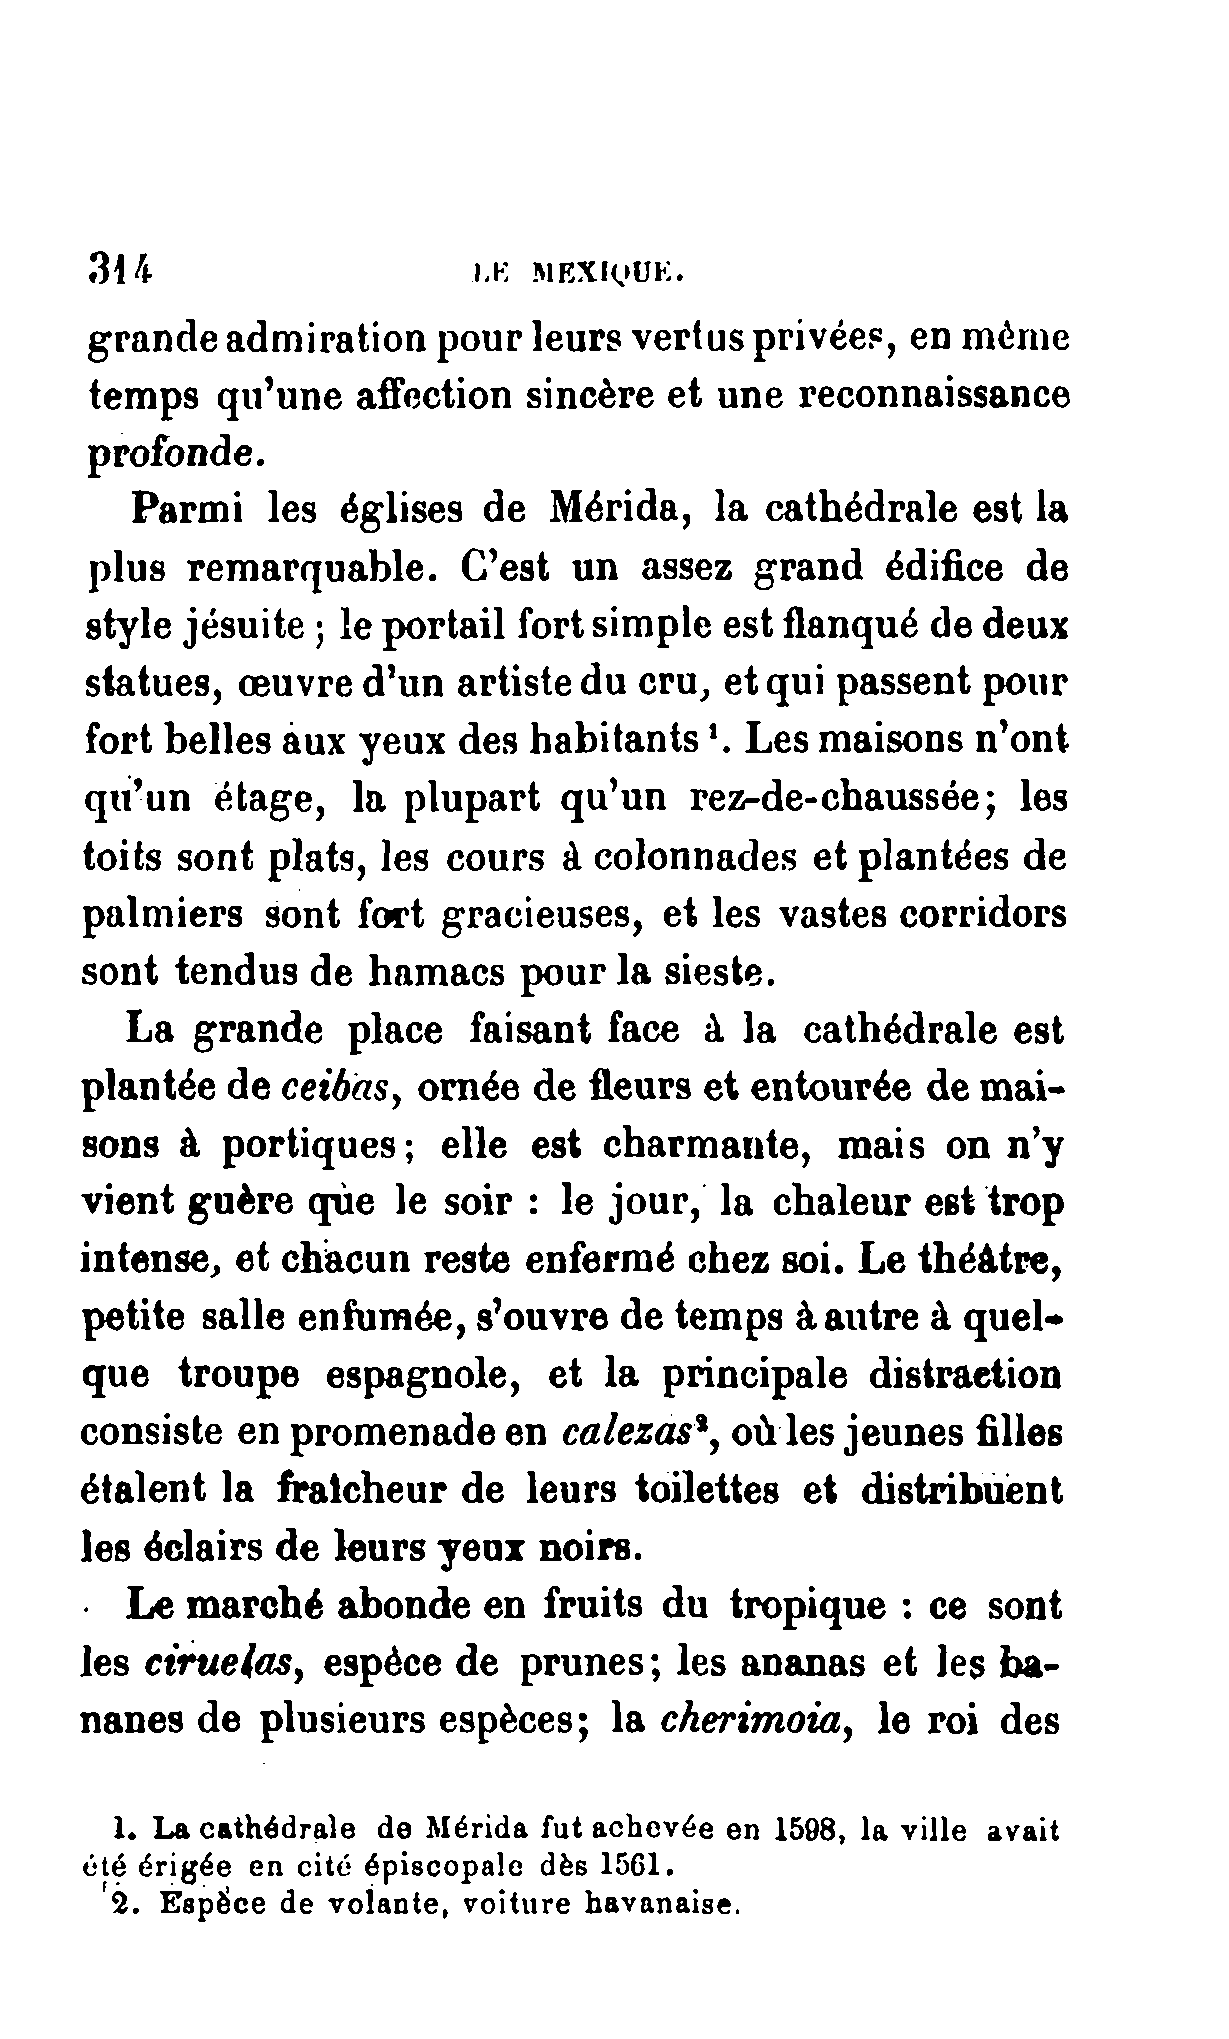 314 LE MEXIQUE.
grande admiration pour leurs vertus privées, en même
temps qu'une affection sincère et une reconnaissance
profonde.
Parmi les églises de Mérida, la cathédrale est la
plus remarquable. C'est un assez grand édifice de
style jésuite ; le portail fort simple est flanqué de deux
statues, œuvre d'un artiste du cru, et qui passent pour
fort belles aux yeux des habitants ¹. Les maisons n'ont
qu'un étage, la plupart qu'un rez-de-chaussée; les
toits sont plats, les cours à colonnades et plantées de
palmiers sont fort gracieuses, et les vastes corridors
sont tendus de hamacs pour la sieste.
La grande place faisant face à la cathédrale est
plantée de ceibas, ornée de fleurs et entourée de mai-
sons à portiques; elle est charmante, mais on n'y
vient guère que le soir : le jour, la chaleur est trop
intense, et chacun reste enfermé chez soi. Le théâtre,
petite salle enfumée, s'ouvre de temps à autre à quel-
que troupe espagnole, et la principale distraction
consiste en promenade en calezas², où les jeunes filles
étalent la fraîcheur de leurs toilettes et distribuent
les éclairs de leurs yeux noirs.
Le marché abonde en fruits du tropique : ce sont
les ciruelas, espèce de prunes; les ananas et les ba-
nanes de plusieurs espèces; la cherimoia, le roi des
1. La cathédrale de Mérida fut achevée en 1598, la ville avait
été érigée en cité épiscopale dès 1561.
2. Espèce de volante, voiture havanaise.